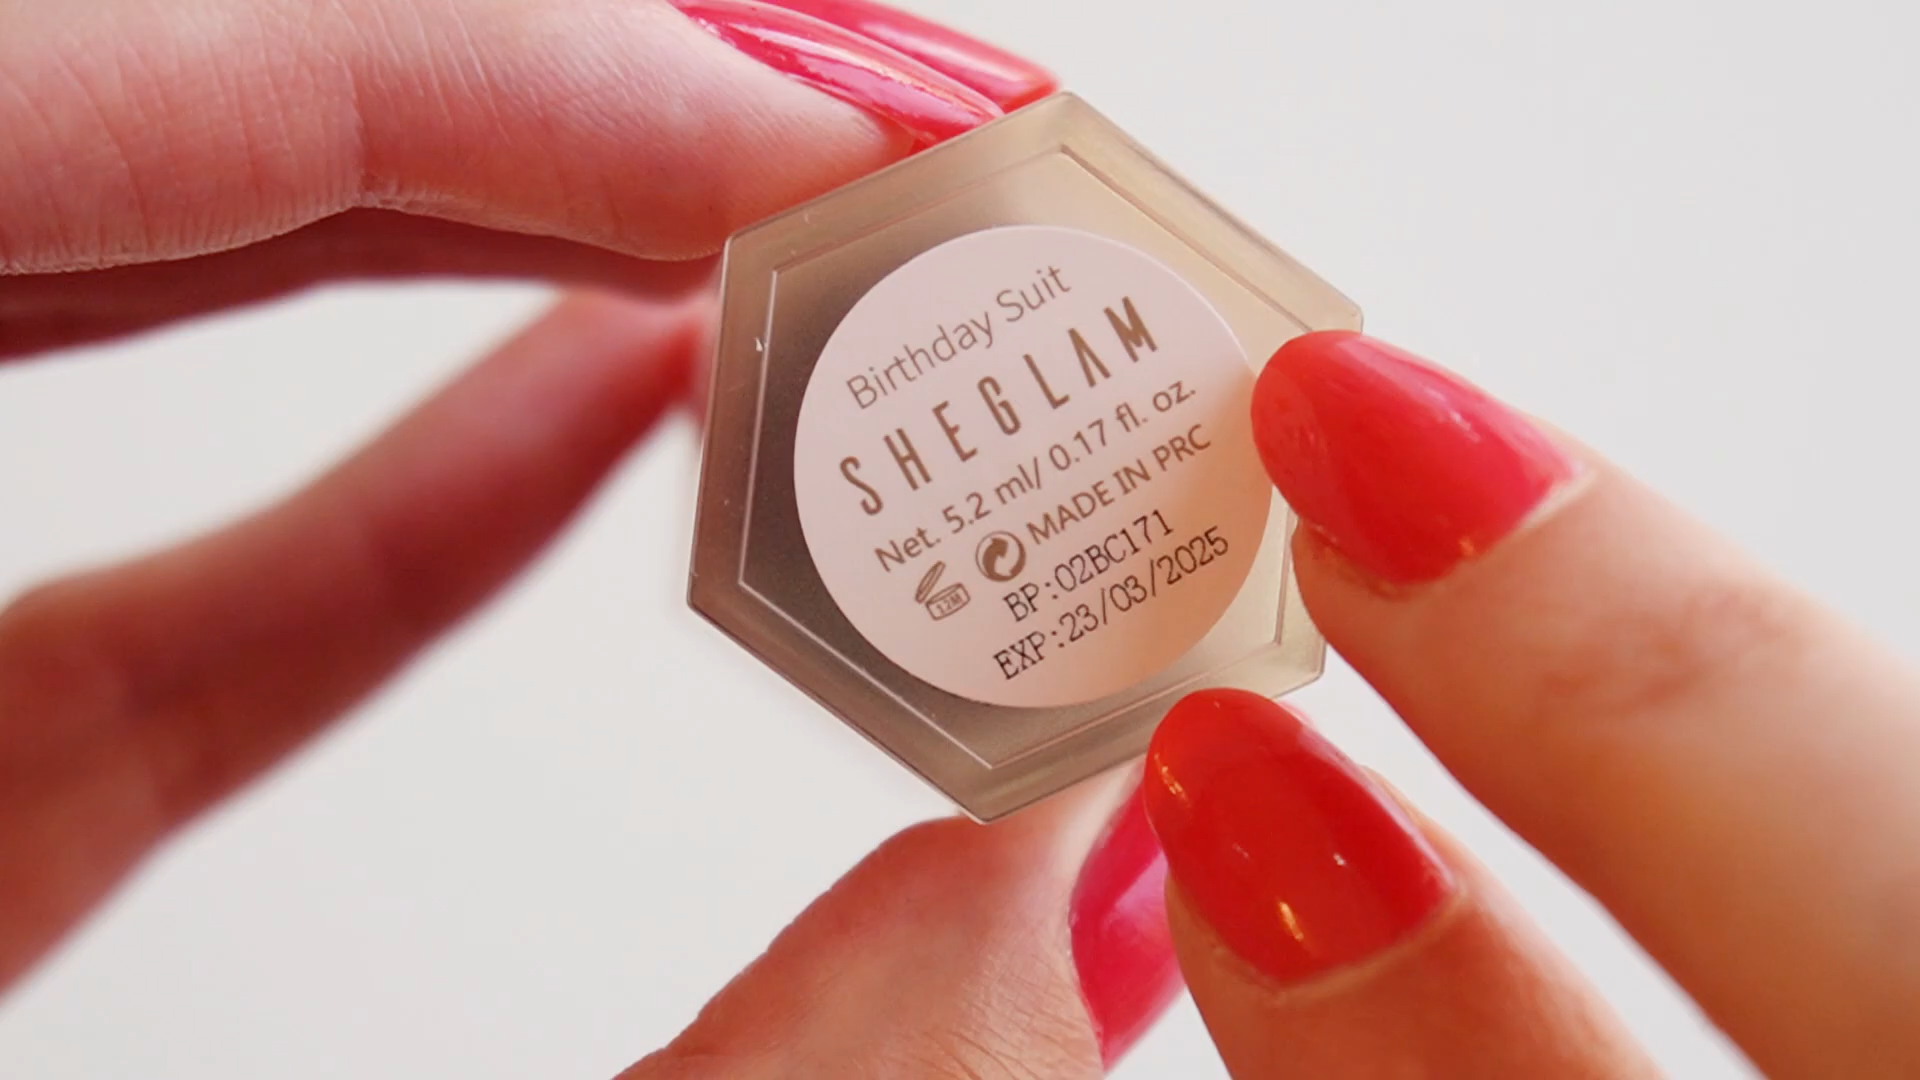 Birthday Suit
SHEGLAM
Net. 5.2 ml/ 0.17 fl. oz.
12M MADE IN PRC
BP:02BC171
EXP:23/03/2025